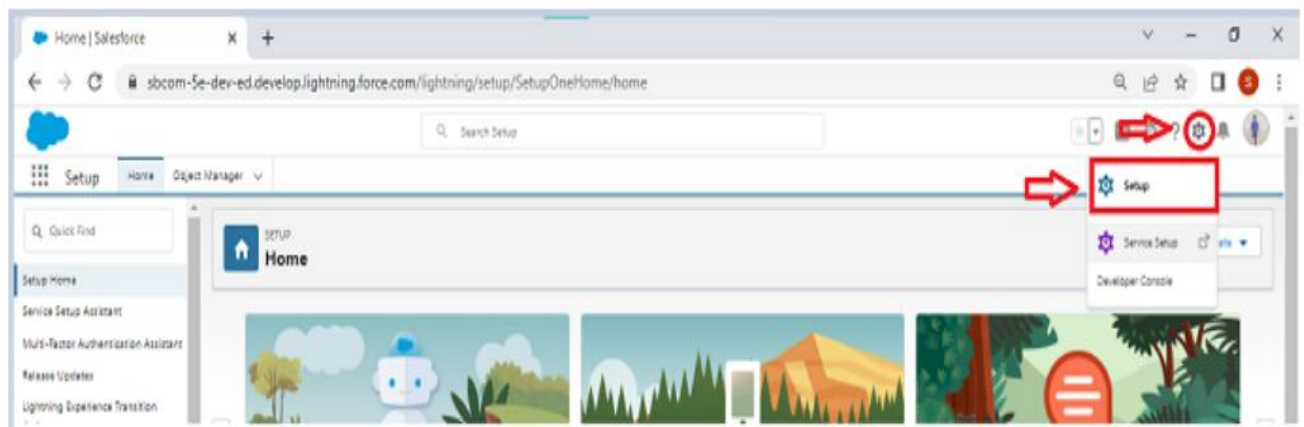 Home | Salesforce
sbcom-5e-dev-ed.develop.lightning.force.com/lightning/setup/SetupOneHome/home
S
Search Setup
Setup Home Object Manager
Setup
Quick Find
SETUP
Home
Service Setup
Setup Home
Developer Console
Service Setup Assistant
Multi-Factor Authentication Assistant
Release Updates
Lightning Experience Transition